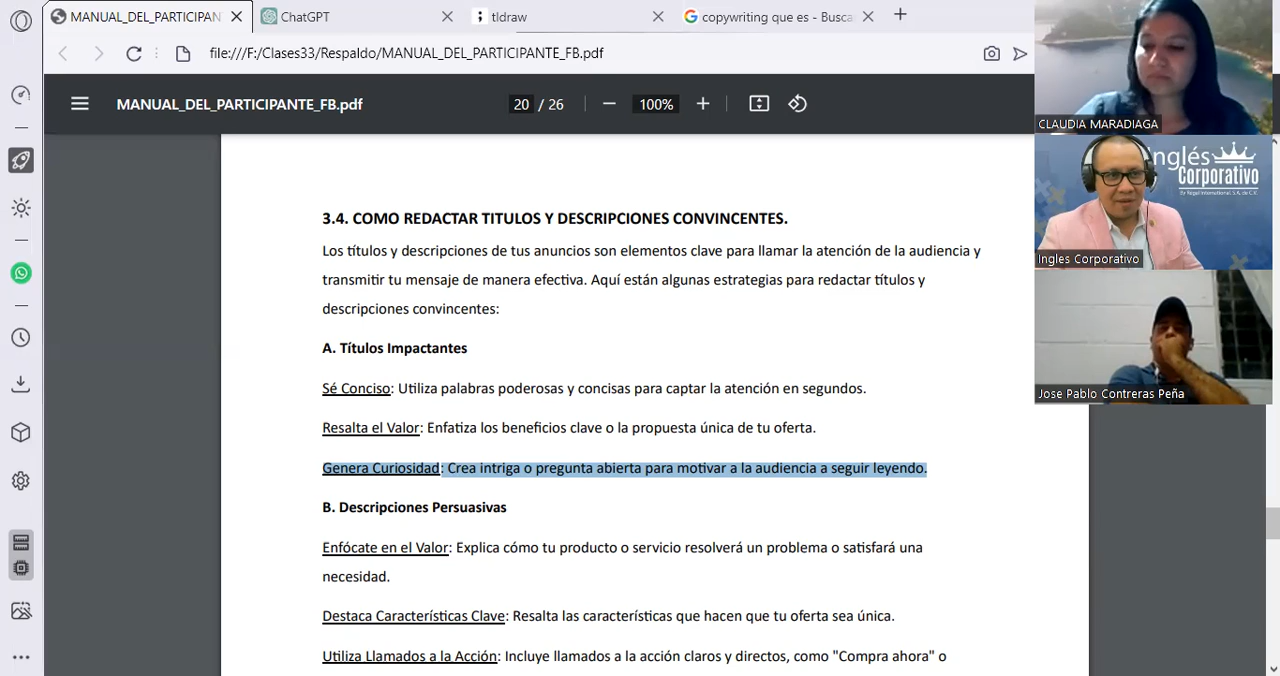 MANUAL_DEL_PARTICIPAN
ChatGPT
tldraw
copywriting que es - Busca
file:///F:/Clases33/Respaldo/MANUAL_DEL_PARTICIPANTE_FB.pdf
MANUAL_DEL_PARTICIPANTE_FB.pdf
20 / 26
100%
3.4. COMO REDACTAR TITULOS Y DESCRIPCIONES CONVINCENTES.
Los títulos y descripciones de tus anuncios son elementos clave para llamar la atención de la audiencia y
transmitir tu mensaje de manera efectiva. Aquí están algunas estrategias para redactar títulos y
descripciones convincentes:
A. Títulos Impactantes
Sé Conciso: Utiliza palabras poderosas y concisas para captar la atención en segundos.
Resalta el Valor: Enfatiza los beneficios clave o la propuesta única de tu oferta.
Genera Curiosidad: Crea intriga o pregunta abierta para motivar a la audiencia a seguir leyendo.
B. Descripciones Persuasivas
Enfócate en el Valor: Explica cómo tu producto o servicio resolverá un problema o satisfará una
necesidad.
Destaca Características Clave: Resalta las características que hacen que tu oferta sea única.
Utiliza Llamados a la Acción: Incluye llamados a la acción claros y directos, como "Compra ahora" o
CLAUDIA MARADIAGA
Inglés
Corporativo
By Regal International, S.A. de C.V.
Ingles Corporativo
Jose Pablo Contreras Peña